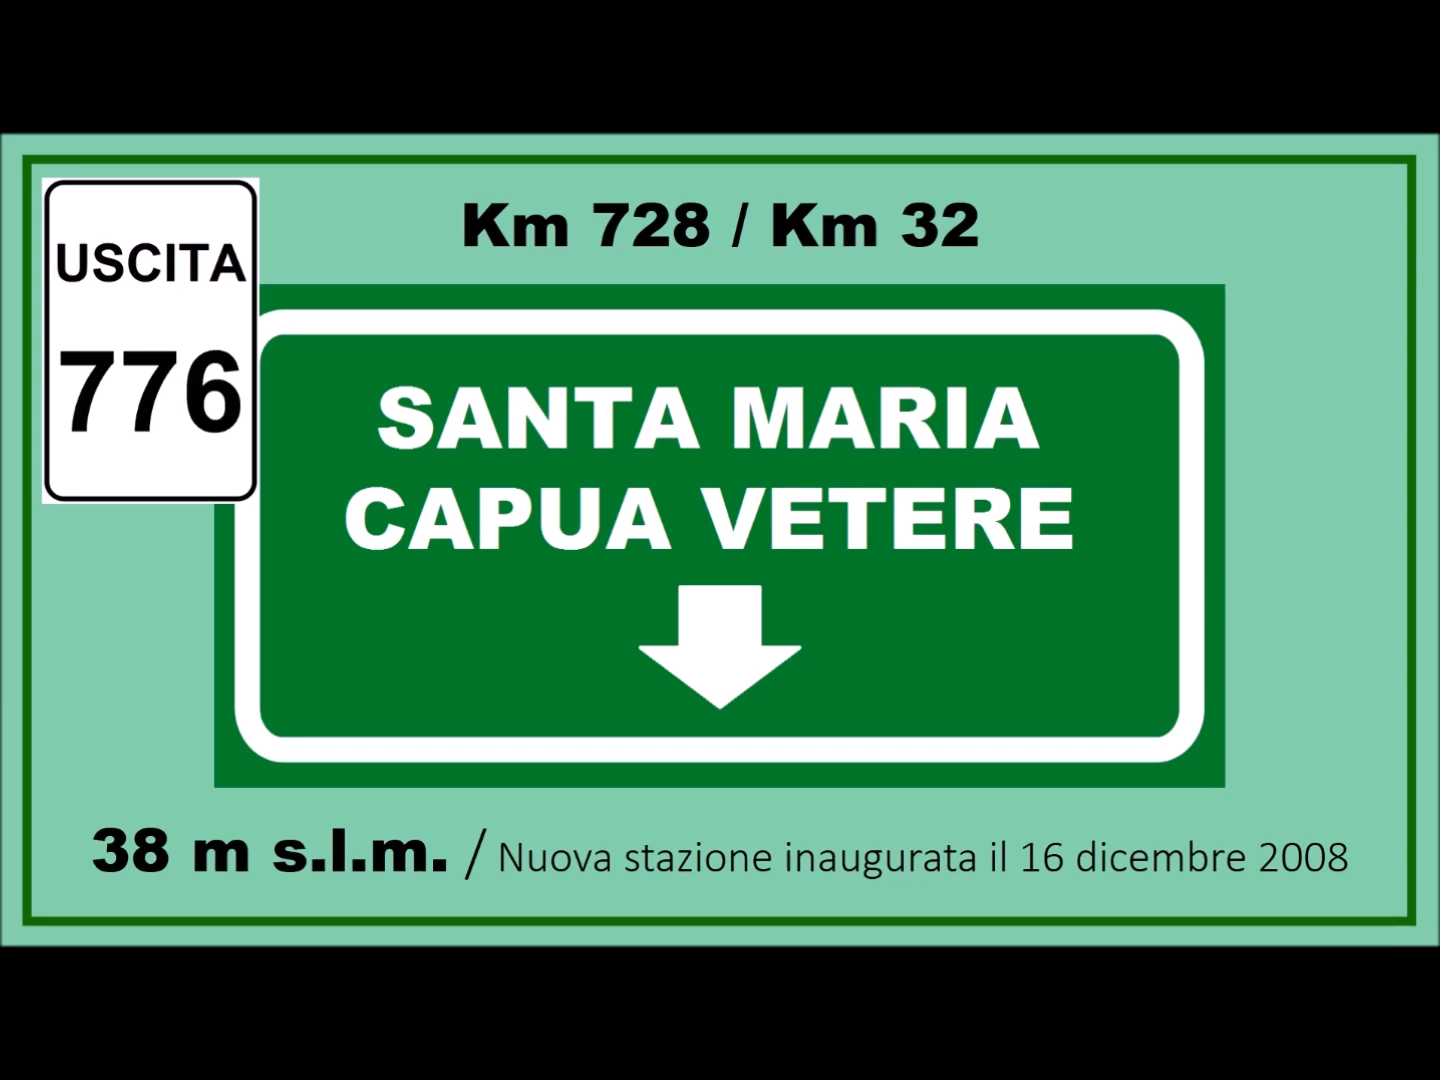 Km 728 / Km 32
USCITA
776
SANTA MARIA
CAPUA VETERE
38 m s.l.m. / Nuova stazione inaugurata il 16 dicembre 2008